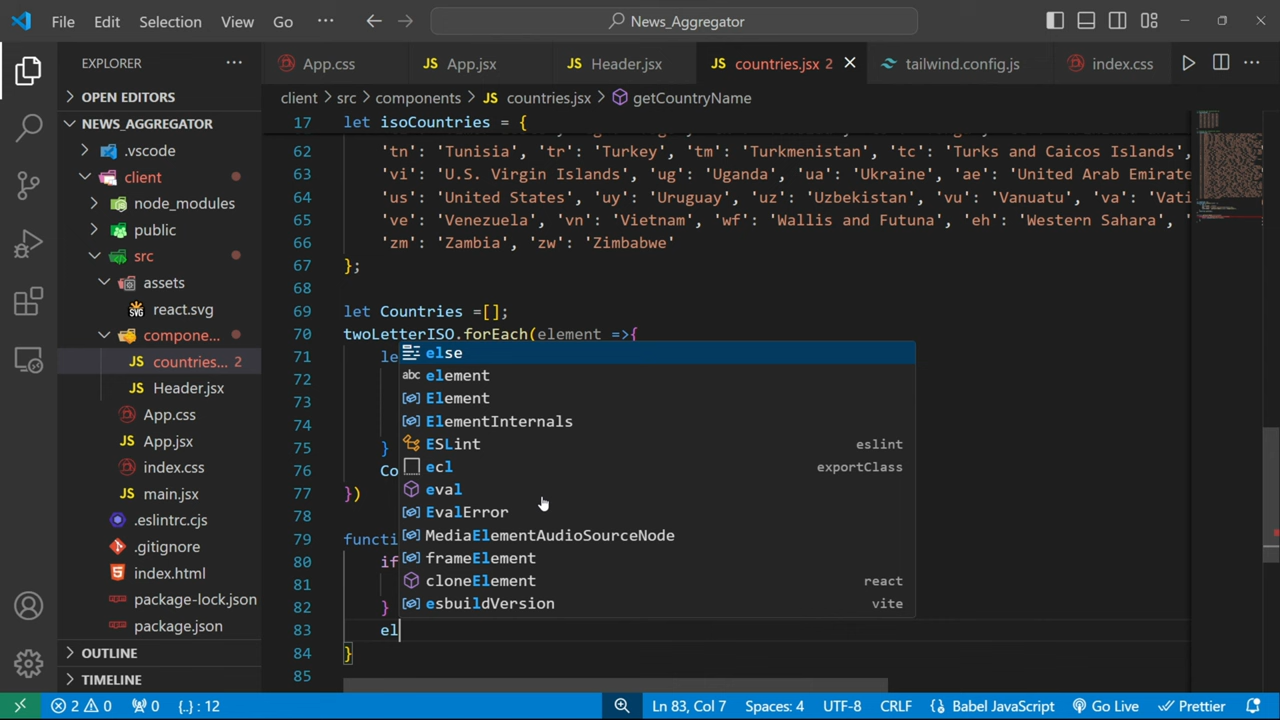 File Edit Selection View Go ··· News_Aggregator
EXPLORER ···
App.css App.jsx Header.jsx countries.jsx 2 tailwind.config.js index.css ···
OPEN EDITORS
client > src > components > JS countries.jsx > getCountryName
NEWS_AGGREGATOR
17 let isoCountries = {
.vscode
62 'tn': 'Tunisia', 'tr': 'Turkey', 'tm': 'Turkmenistan', 'tc': 'Turks and Caicos Islands',
client
63 'vi': 'U.S. Virgin Islands', 'ug': 'Uganda', 'ua': 'Ukraine', 'ae': 'United Arab Emirate
node_modules
64 'us': 'United States', 'uy': 'Uruguay', 'uz': 'Uzbekistan', 'vu': 'Vanuatu', 'va': 'Vati
public
65 've': 'Venezuela', 'vn': 'Vietnam', 'wf': 'Wallis and Futuna', 'eh': 'Western Sahara',
66 'zm': 'Zambia', 'zw': 'Zimbabwe'
src
67 };
assets
68
react.svg
69 let Countries =[];
compone...
70 twoLetterISO.forEach(element =>{
countries... 2
71 le
Header.jsx
72
App.css
73
App.jsx
74
index.css
75 }
main.jsx
76 Co
.eslintrc.cjs
77 })
.gitignore
78
index.html
79 functi
package-lock.json
80 if
package.json
81
82 }
83 el
84 }
85
else
element
Element
ElementInternals
ESLint eslint
ecl exportClass
eval
EvalError
MediaElementAudioSourceNode
frameElement
cloneElement react
esbuildVersion vite
OUTLINE
TIMELINE
2 0 0 {..} : 12 Ln 83, Col 7 Spaces: 4 UTF-8 CRLF Babel JavaScript Go Live Prettier